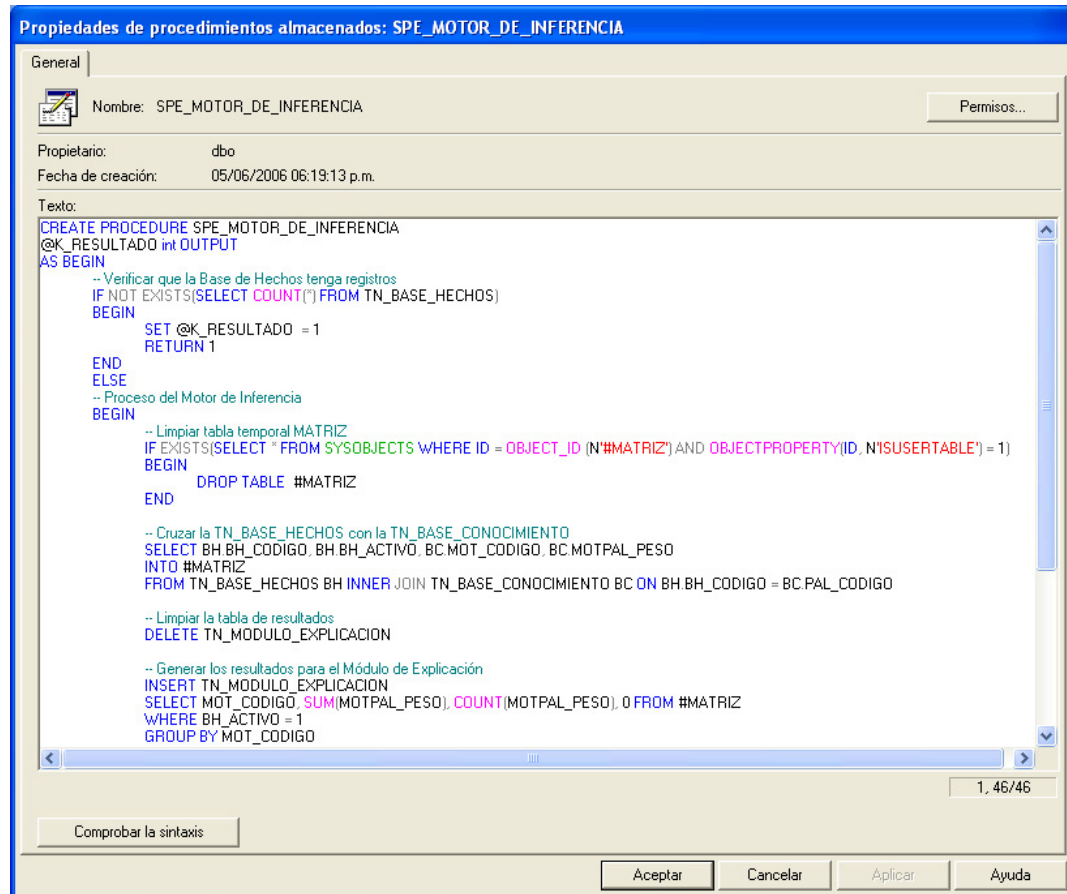 Propiedades de procedimientos almacenados: SPE_MOTOR_DE_INFERENCIA
General
Nombre: SPE_MOTOR_DE_INFERENCIA
Permisos...
Propietario: dbo
Fecha de creación: 05/06/2006 06:19:13 p.m.
Texto:
CREATE PROCEDURE SPE_MOTOR_DE_INFERENCIA
@K_RESULTADO int OUTPUT
AS BEGIN
-- Verificar que la Base de Hechos tenga registros
IF NOT EXISTS(SELECT COUNT(*) FROM TN_BASE_HECHOS)
BEGIN
SET @K_RESULTADO = 1
RETURN 1
END
ELSE
-- Proceso del Motor de Inferencia
BEGIN
-- Limpiar tabla temporal MATRIZ
IF EXISTS(SELECT * FROM SYSOBJECTS WHERE ID = OBJECT_ID (N'#MATRIZ') AND OBJECTPROPERTY(ID, N'ISUSERTABLE') = 1)
BEGIN
DROP TABLE #MATRIZ
END
-- Cruzar la TN_BASE_HECHOS con la TN_BASE_CONOCIMIENTO
SELECT BH.BH_CODIGO, BH.BH_ACTIVO, BC.MOT_CODIGO, BC.MOTPAL_PESO
INTO #MATRIZ
FROM TN_BASE_HECHOS BH INNER JOIN TN_BASE_CONOCIMIENTO BC ON BH.BH_CODIGO = BC.PAL_CODIGO
-- Limpiar la tabla de resultados
DELETE TN_MODULO_EXPLICACION
-- Generar los resultados para el Módulo de Explicación
INSERT TN_MODULO_EXPLICACION
SELECT MOT_CODIGO, SUM(MOTPAL_PESO), COUNT(MOTPAL_PESO), 0 FROM #MATRIZ
WHERE BH_ACTIVO = 1
GROUP BY MOT_CODIGO
1, 46/46
Comprobar la sintaxis
Aceptar Cancelar Aplicar Ayuda